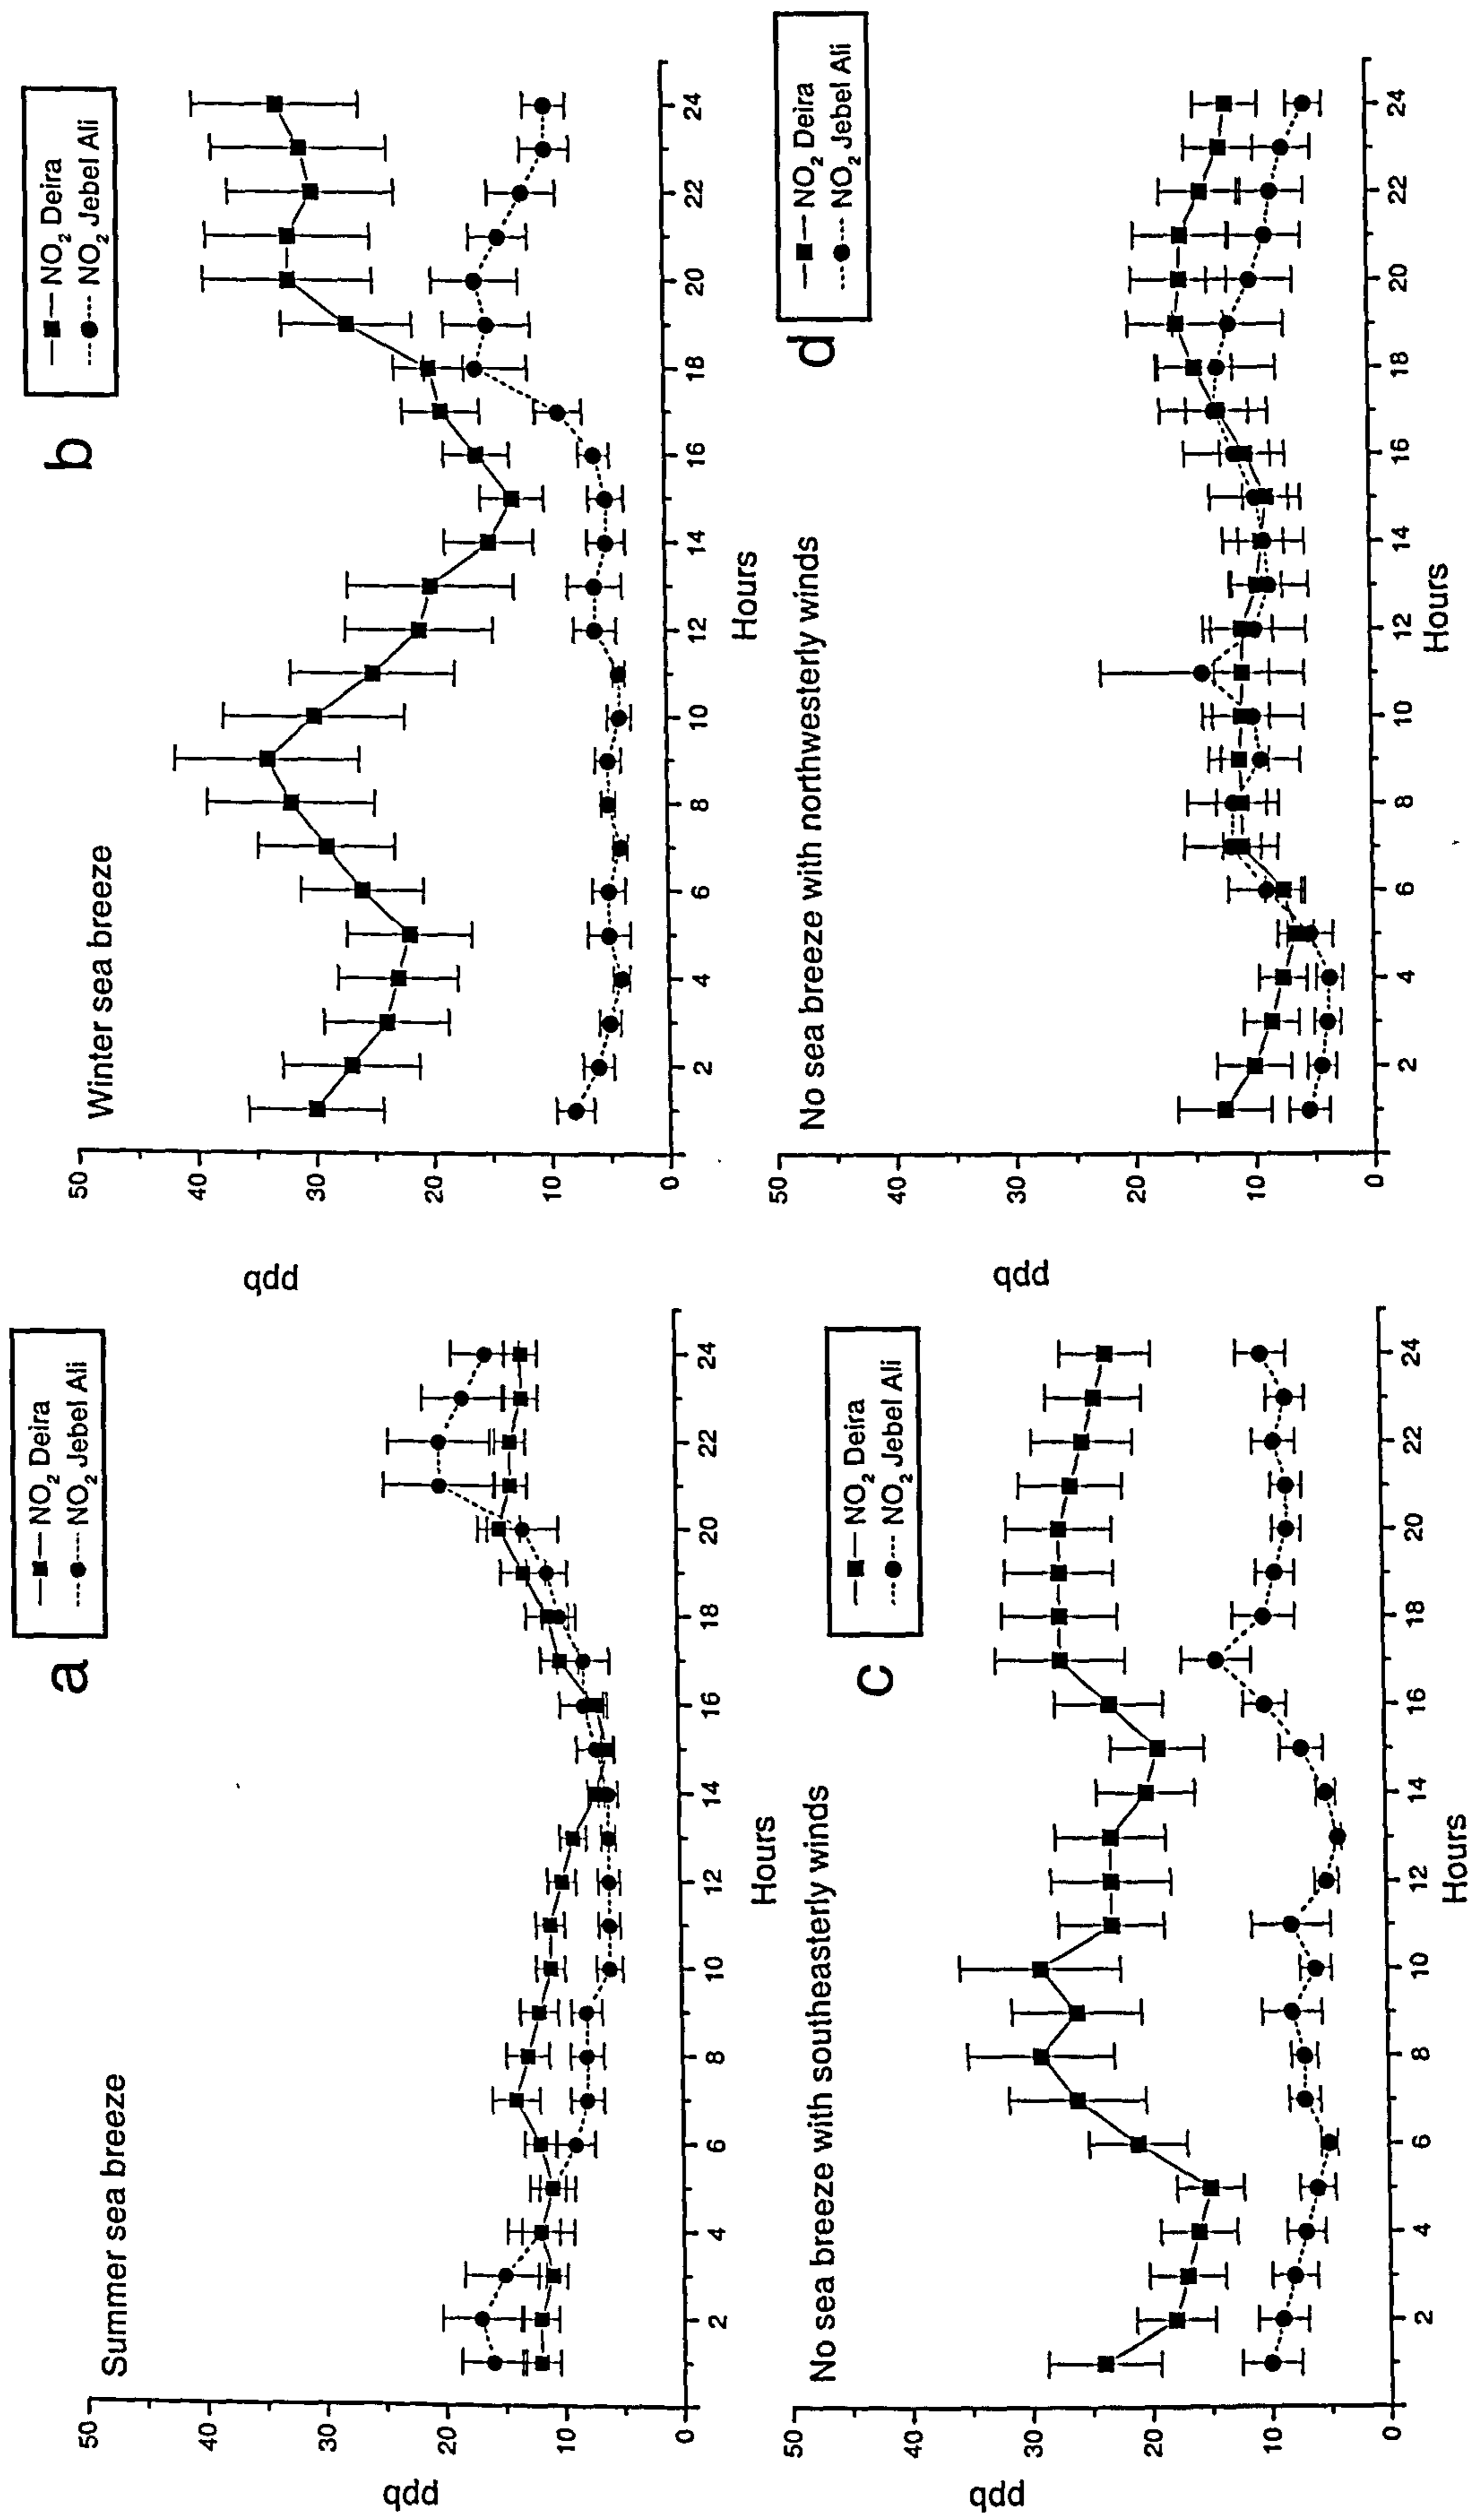 a
—■— NO2 Deira
---●--- NO2 Jebel Ali
Summer sea breeze
ppb
50
40
30
20
10
0
2 4 6 8 10 12 14 16 18 20 22 24
Hours
b
—■— NO2 Deira
---●--- NO2 Jebel Ali
Winter sea breeze
ppb
50
40
30
20
10
0
2 4 6 8 10 12 14 16 18 20 22 24
Hours
c
—■— NO2 Deira
---●--- NO2 Jebel Ali
No sea breeze with southeasterly winds
ppb
50
40
30
20
10
0
2 4 6 8 10 12 14 16 18 20 22 24
Hours
d
—■— NO2 Deira
---●--- NO2 Jebel Ali
No sea breeze with northwesterly winds
ppb
50
40
30
20
10
0
2 4 6 8 10 12 14 16 18 20 22 24
Hours